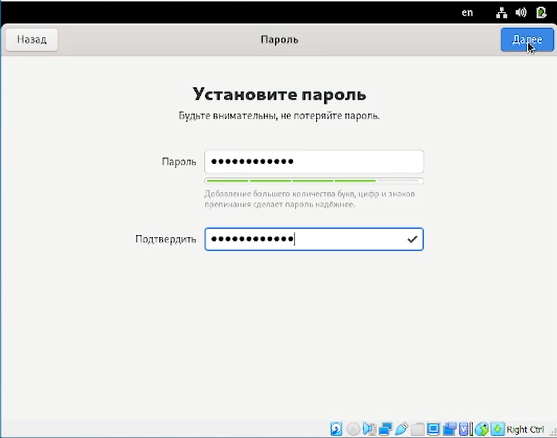 en
Назад
Пароль
Далее
Установите пароль
Будьте внимательны, не потеряйте пароль.
Пароль
●●●●●●●●●●●●
Добавление большего количества букв, цифр и знаков
препинания сделает пароль надёжнее.
Подтвердить
●●●●●●●●●●●●
Right Ctrl